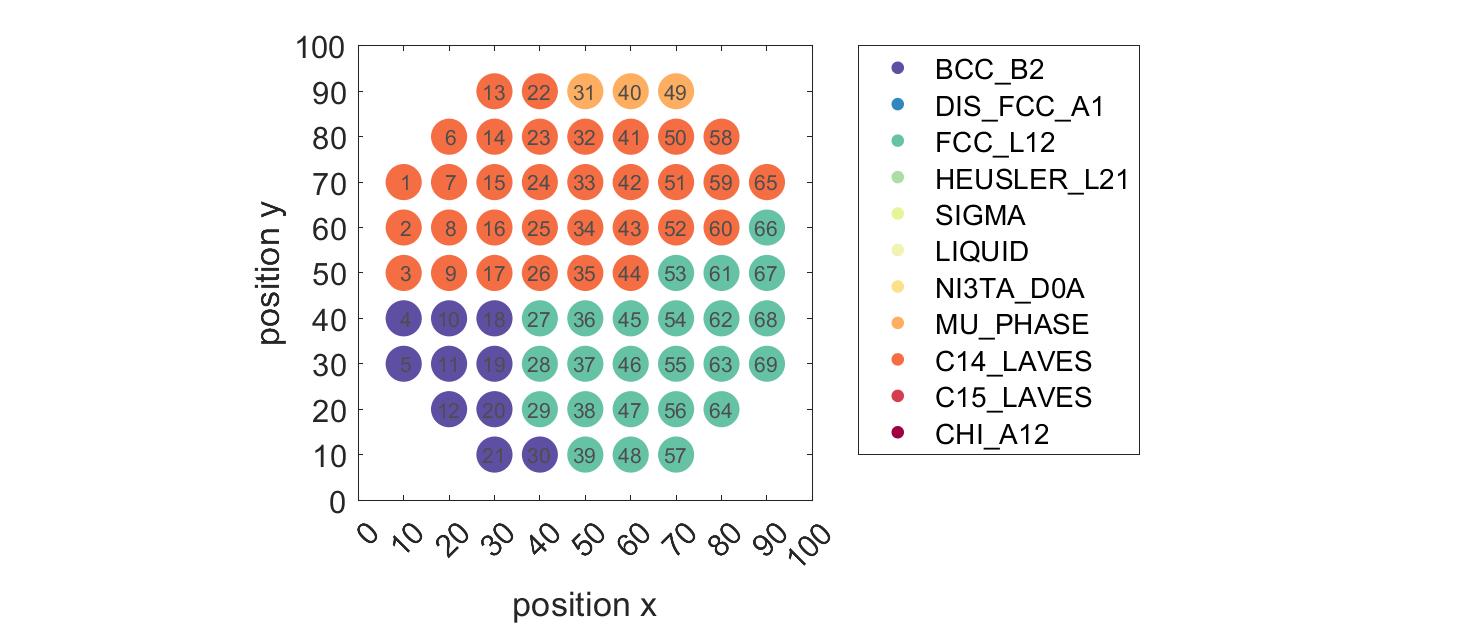 100
90
80
70
60
50
40
30
20
10
0
position y
13 22 31 40 49
6 14 23 32 41 50 58
1 7 15 24 33 42 51 59 65
2 8 16 25 34 43 52 60 66
3 9 17 26 35 44 53 61 67
4 10 18 27 36 45 54 62 68
5 11 19 28 37 46 55 63 69
12 20 29 38 47 56 64
21 30 39 48 57
0 10 20 30 40 50 60 70 80 90 100
position x
BCC_B2
DIS_FCC_A1
FCC_L12
HEUSLER_L21
SIGMA
LIQUID
NI3TA_D0A
MU_PHASE
C14_LAVES
C15_LAVES
CHI_A12